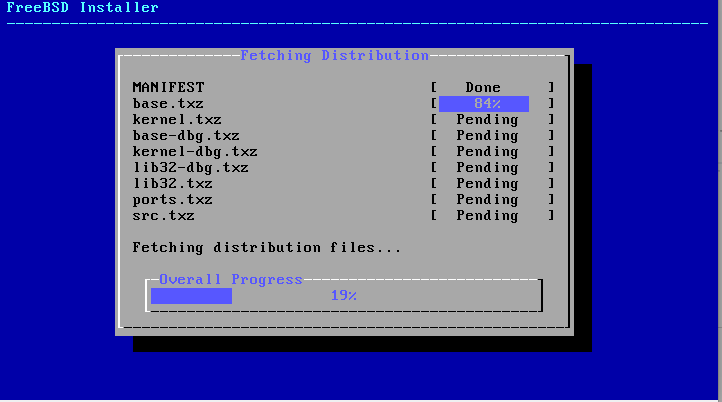 FreeBSD Installer
Fetching Distribution
MANIFEST [ Done ]
base.txz [ 84% ]
kernel.txz [ Pending ]
base-dbg.txz [ Pending ]
kernel-dbg.txz [ Pending ]
lib32-dbg.txz [ Pending ]
lib32.txz [ Pending ]
ports.txz [ Pending ]
src.txz [ Pending ]
Fetching distribution files...
Overall Progress
19%